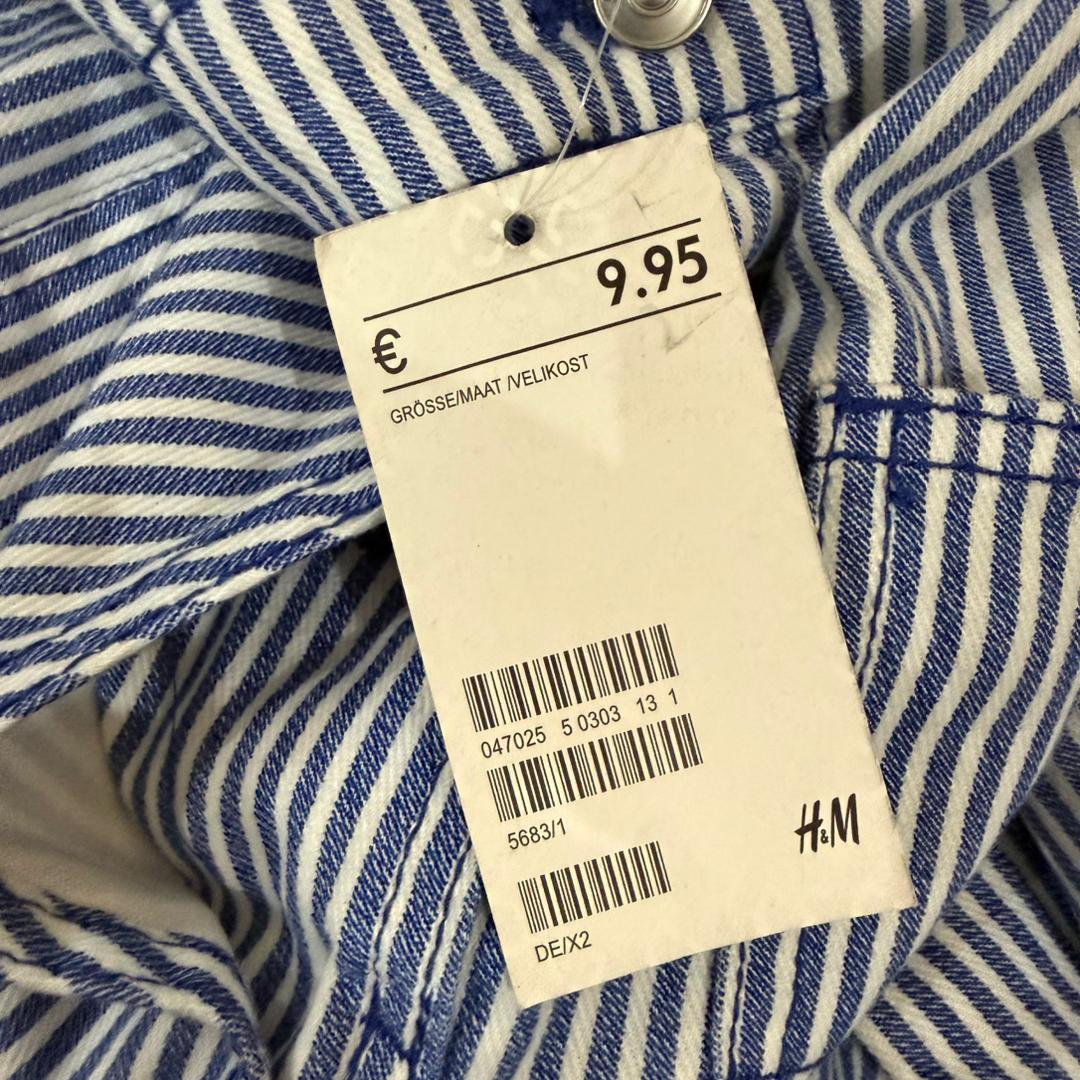 9.95
€
GRÖSSE/MAAT /VELIKOST
047025 5 0303 13 1
5683/1
H&M
DE/X2